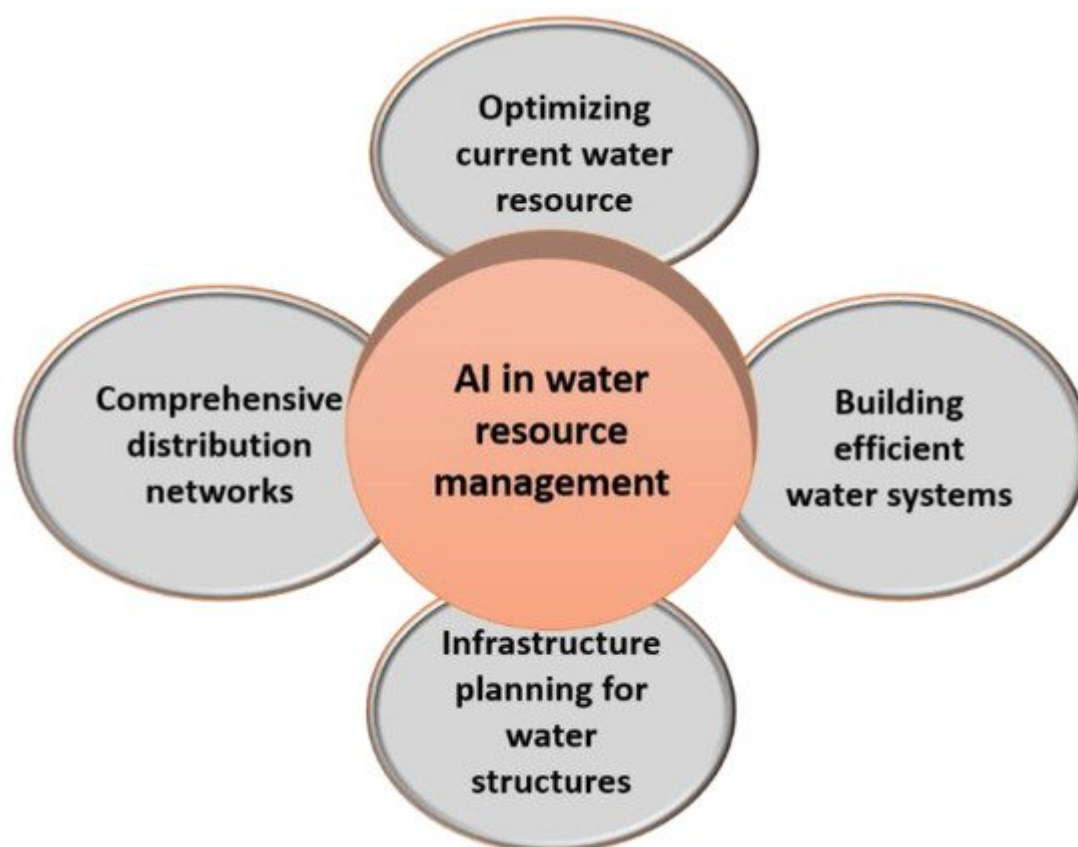 Optimizing
current water
resource
Comprehensive
distribution
networks
AI in water
resource
management
Building
efficient
water systems
Infrastructure
planning for
water
structures